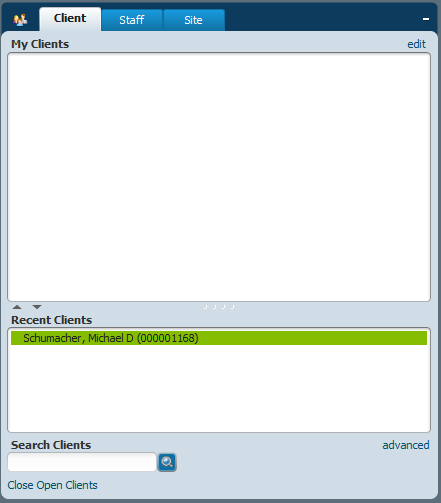 Client Staff Site
My Clients edit
Recent Clients
Schumacher, Michael D (000001168)
Search Clients advanced
Close Open Clients